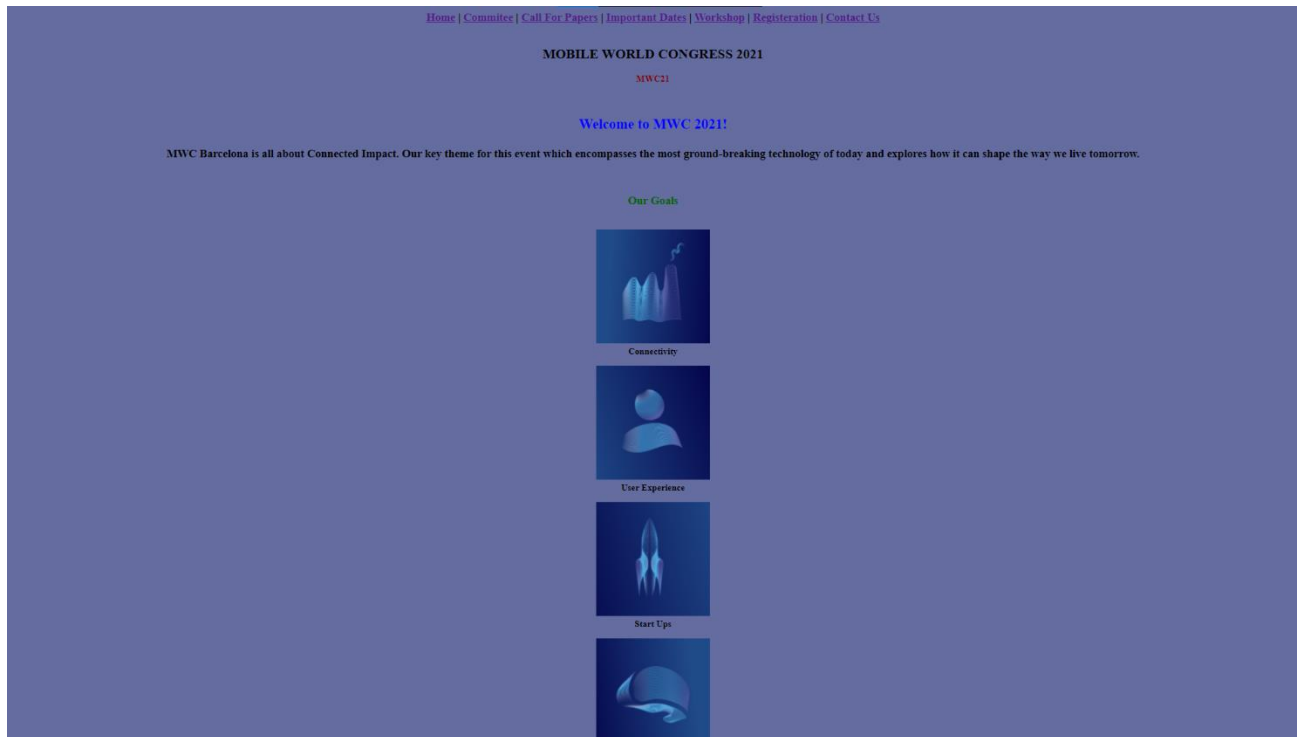 Home | Commitee | Call For Papers | Important Dates | Workshop | Registeration | Contact Us
MOBILE WORLD CONGRESS 2021
MWC21
Welcome to MWC 2021!
MWC Barcelona is all about Connected Impact. Our key theme for this event which encompasses the most ground-breaking technology of today and explores how it can shape the way we live tomorrow.
Our Goals
Connectivity
User Experience
Start Ups